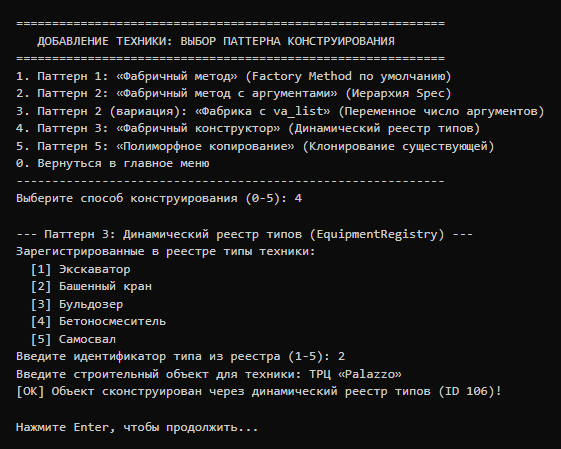 ============================================================
ДОБАВЛЕНИЕ ТЕХНИКИ: ВЫБОР ПАТТЕРНА КОНСТРУИРОВАНИЯ
============================================================
1. Паттерн 1: «Фабричный метод» (Factory Method по умолчанию)
2. Паттерн 2: «Фабричный метод с аргументами» (Иерархия Spec)
3. Паттерн 2 (вариация): «Фабрика с va_list» (Переменное число аргументов)
4. Паттерн 3: «Фабричный конструктор» (Динамический реестр типов)
5. Паттерн 5: «Полиморфное копирование» (Клонирование существующей)
0. Вернуться в главное меню
------------------------------------------------------------
Выберите способ конструирования (0-5): 4
--- Паттерн 3: Динамический реестр типов (EquipmentRegistry) ---
Зарегистрированные в реестре типы техники:
[1] Экскаватор
[2] Башенный кран
[3] Бульдозер
[4] Бетоносмеситель
[5] Самосвал
Введите идентификатор типа из реестра (1-5): 2
Введите строительный объект для техники: ТРЦ «Palazzo»
[OK] Объект сконструирован через динамический реестр типов (ID 106)!
Нажмите Enter, чтобы продолжить...